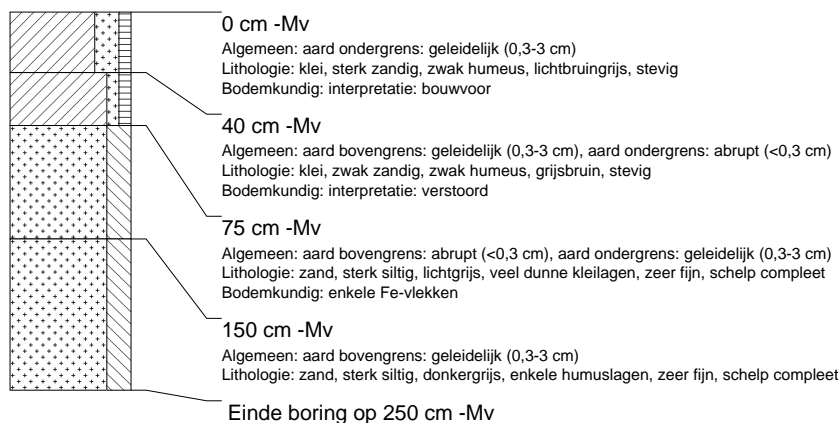 0 cm -Mv
Algemeen: aard ondergrens: geleidelijk (0,3-3 cm)
Lithologie: klei, sterk zandig, zwak humeus, lichtbruingrijs, stevig
Bodemkundig: interpretatie: bouwvoor
40 cm -Mv
Algemeen: aard bovengrens: geleidelijk (0,3-3 cm), aard ondergrens: abrupt (<0,3 cm)
Lithologie: klei, zwak zandig, zwak humeus, grijsbruin, stevig
Bodemkundig: interpretatie: verstoord
75 cm -Mv
Algemeen: aard bovengrens: abrupt (<0,3 cm), aard ondergrens: geleidelijk (0,3-3 cm)
Lithologie: zand, sterk siltig, lichtgrijs, veel dunne kleilagen, zeer fijn, schelp compleet
Bodemkundig: enkele Fe-vlekken
150 cm -Mv
Algemeen: aard bovengrens: geleidelijk (0,3-3 cm)
Lithologie: zand, sterk siltig, donkergrijs, enkele humuslagen, zeer fijn, schelp compleet
Einde boring op 250 cm -Mv